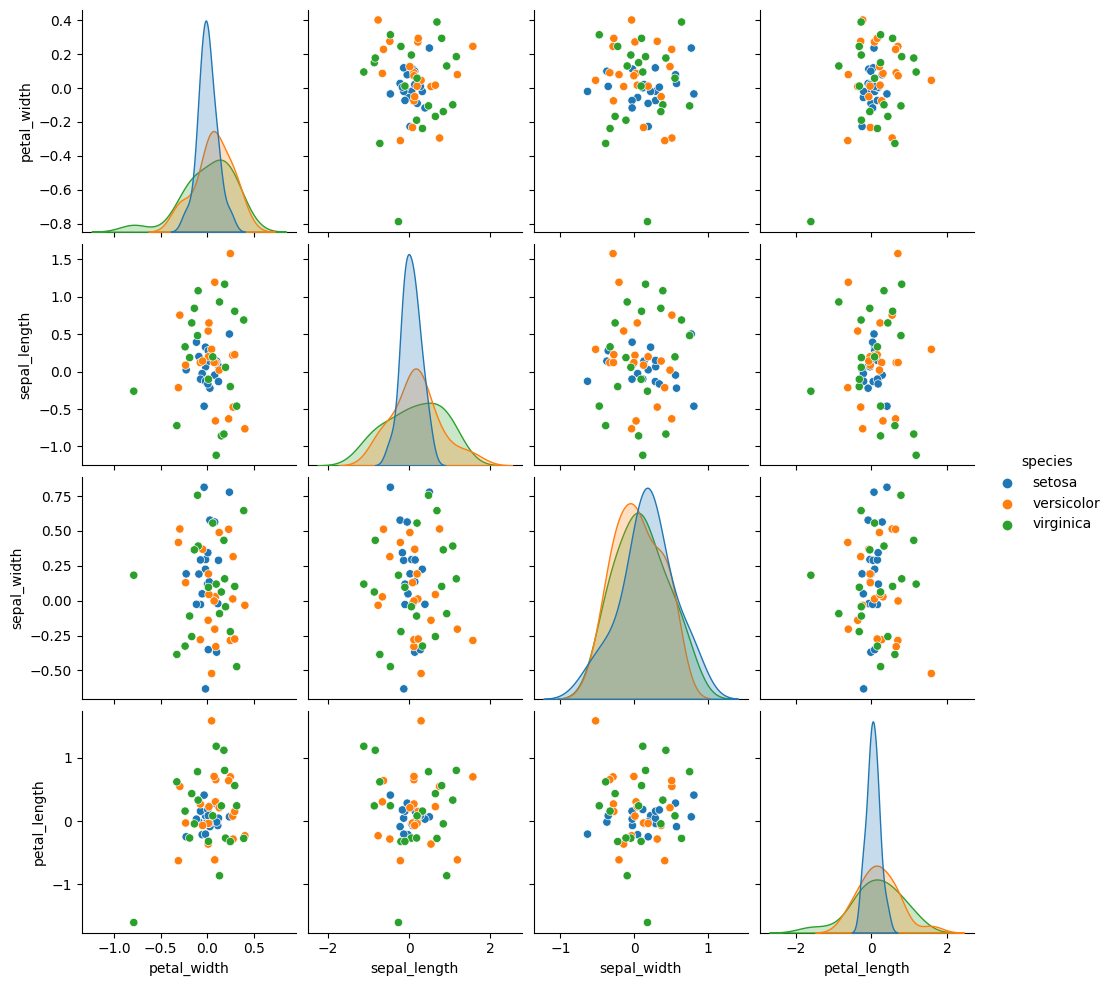 0.4
0.2
0.0
−0.2
−0.4
−0.6
−0.8
petal_width
1.5
1.0
0.5
0.0
−0.5
−1.0
sepal_length
species
setosa
versicolor
virginica
0.75
0.50
0.25
0.00
−0.25
−0.50
sepal_width
1
0
−1
petal_length
−1.0 −0.5 0.0 0.5
petal_width
−2 0 2
sepal_length
−1 0 1
sepal_width
−2 0 2
petal_length